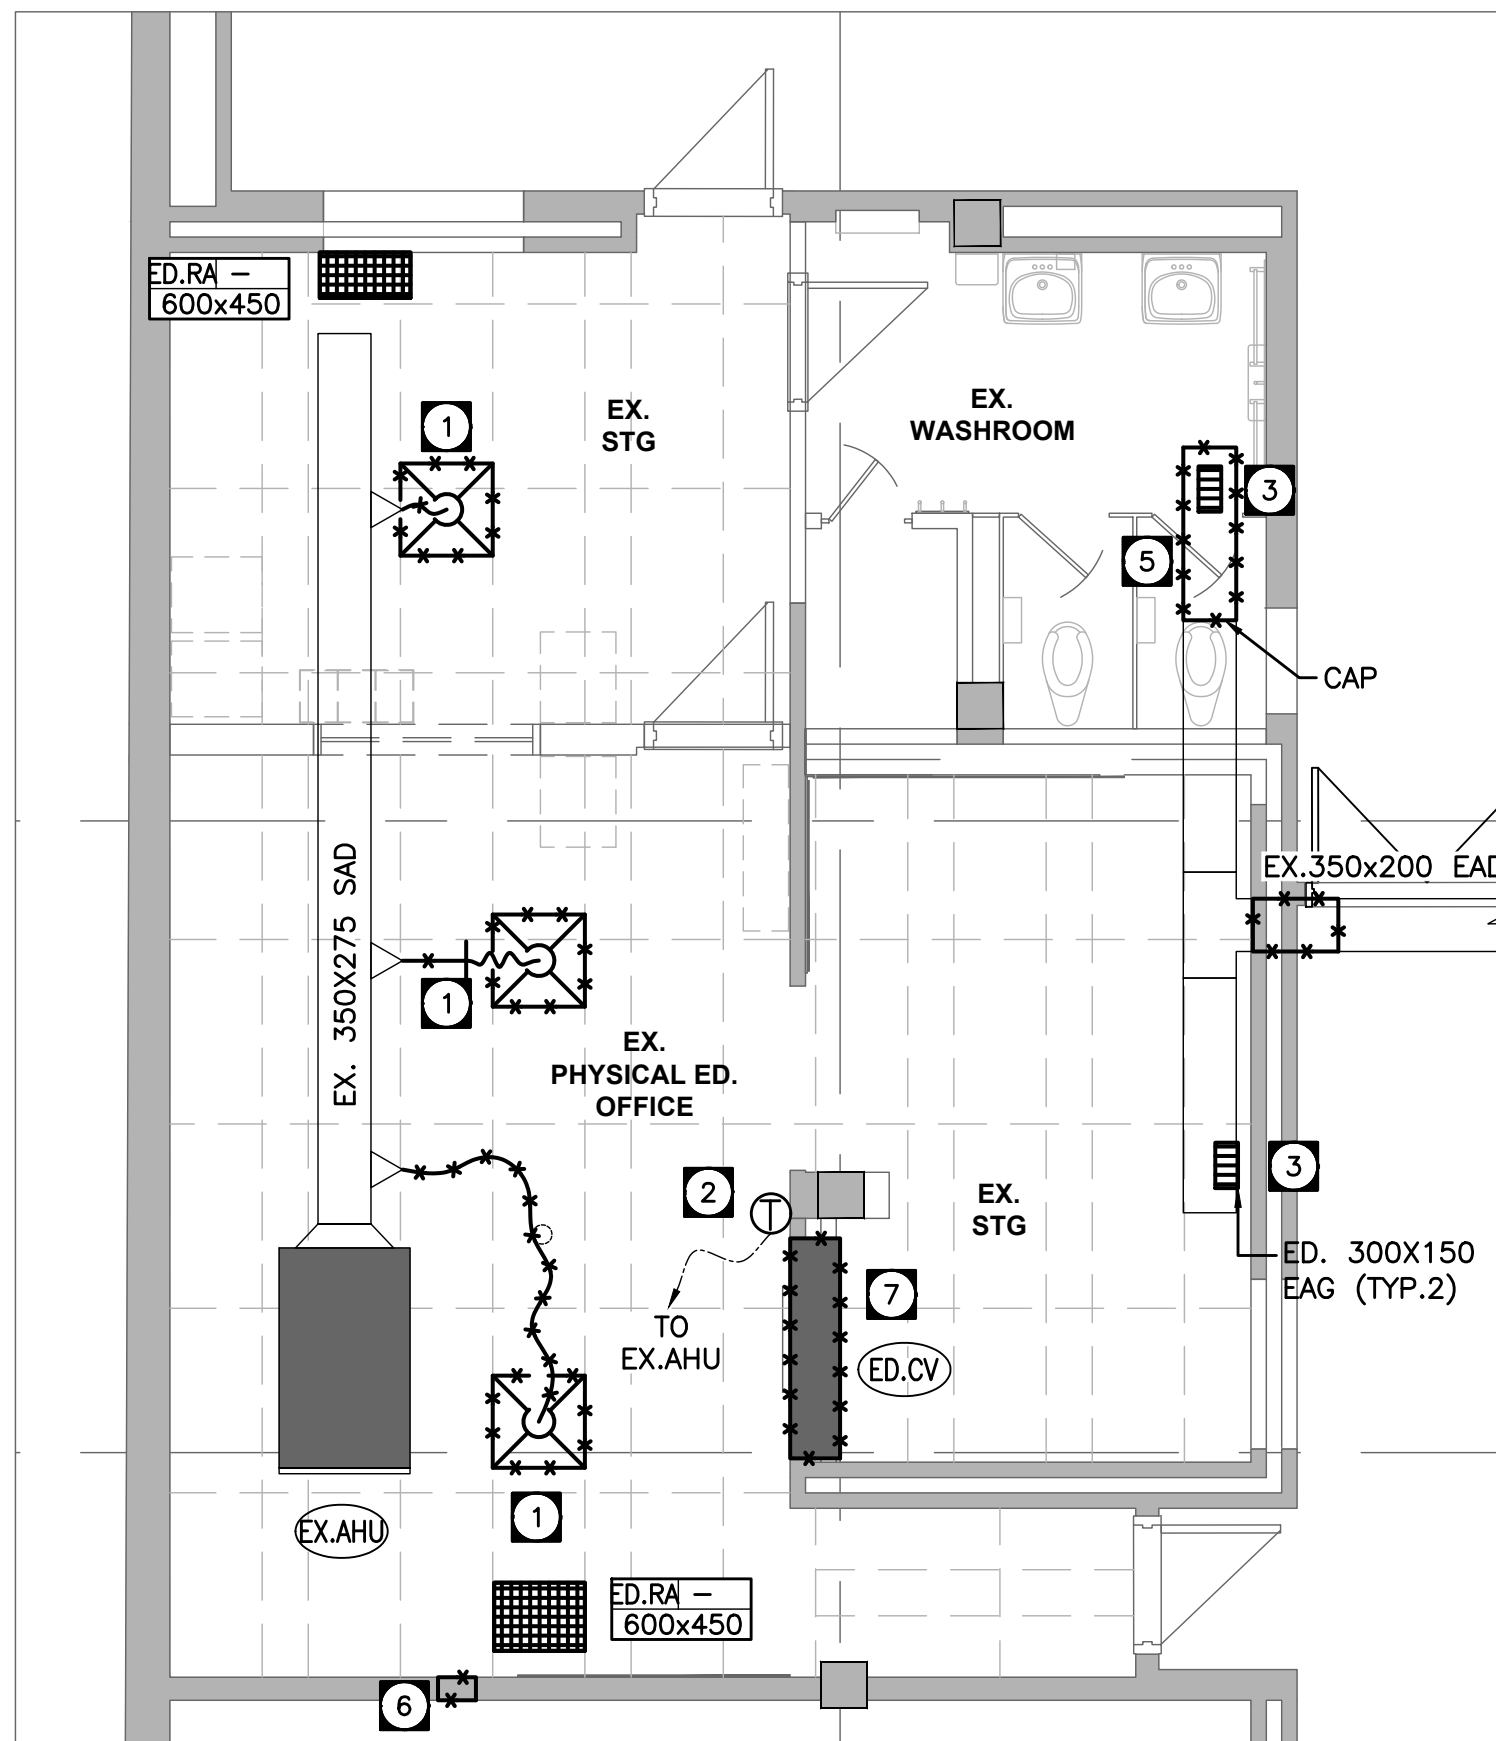 ED.RA –
600x450
1
EX.
STG
EX.
WASHROOM
3
5
CAP
EX. 350X275 SAD
EX.350x200 EAD
1
EX.
PHYSICAL ED.
OFFICE
2
T
EX.
STG
3
ED. 300X150
EAG (TYP.2)
7
TO
EX.AHU
ED.CV
EX.AHU
1
ED.RA –
600x450
6